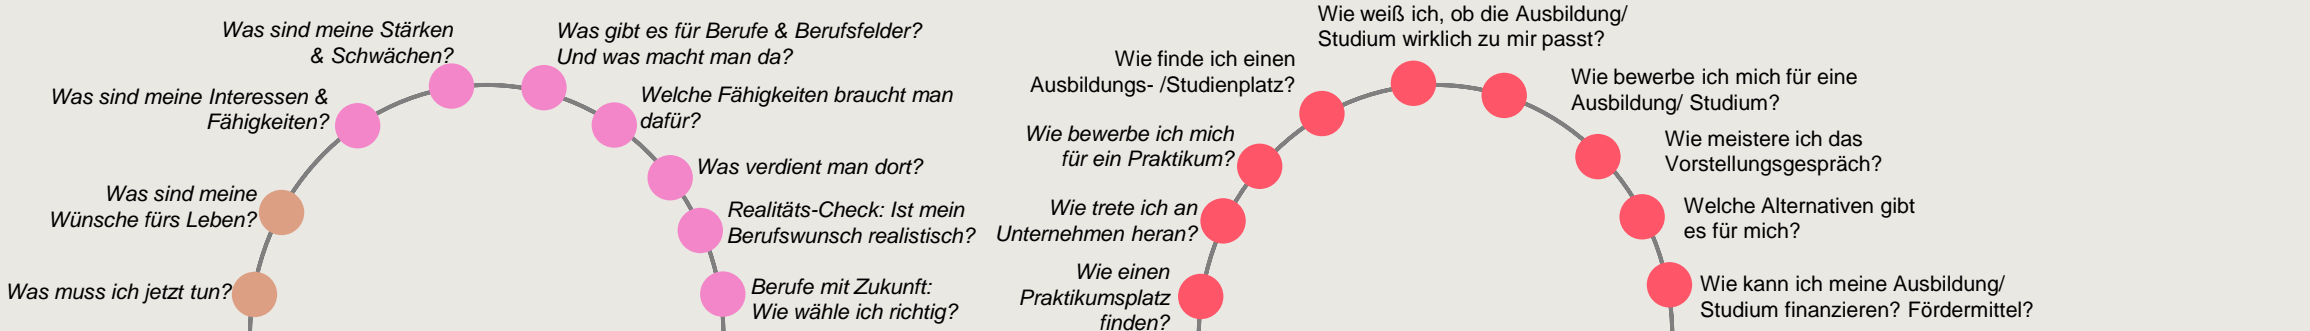 Was muss ich jetzt tun?
Was sind meine
Wünsche fürs Leben?
Was sind meine Interessen &
Fähigkeiten?
Was sind meine Stärken
& Schwächen?
Was gibt es für Berufe & Berufsfelder?
Und was macht man da?
Welche Fähigkeiten braucht man
dafür?
Was verdient man dort?
Realitäts-Check: Ist mein
Berufswunsch realistisch?
Berufe mit Zukunft:
Wie wähle ich richtig?
Wie einen
Praktikumsplatz
finden?
Wie trete ich an
Unternehmen heran?
Wie bewerbe ich mich
für ein Praktikum?
Wie finde ich einen
Ausbildungs- /Studienplatz?
Wie weiß ich, ob die Ausbildung/
Studium wirklich zu mir passt?
Wie bewerbe ich mich für eine
Ausbildung/ Studium?
Wie meistere ich das
Vorstellungsgespräch?
Welche Alternativen gibt
es für mich?
Wie kann ich meine Ausbildung/
Studium finanzieren? Fördermittel?